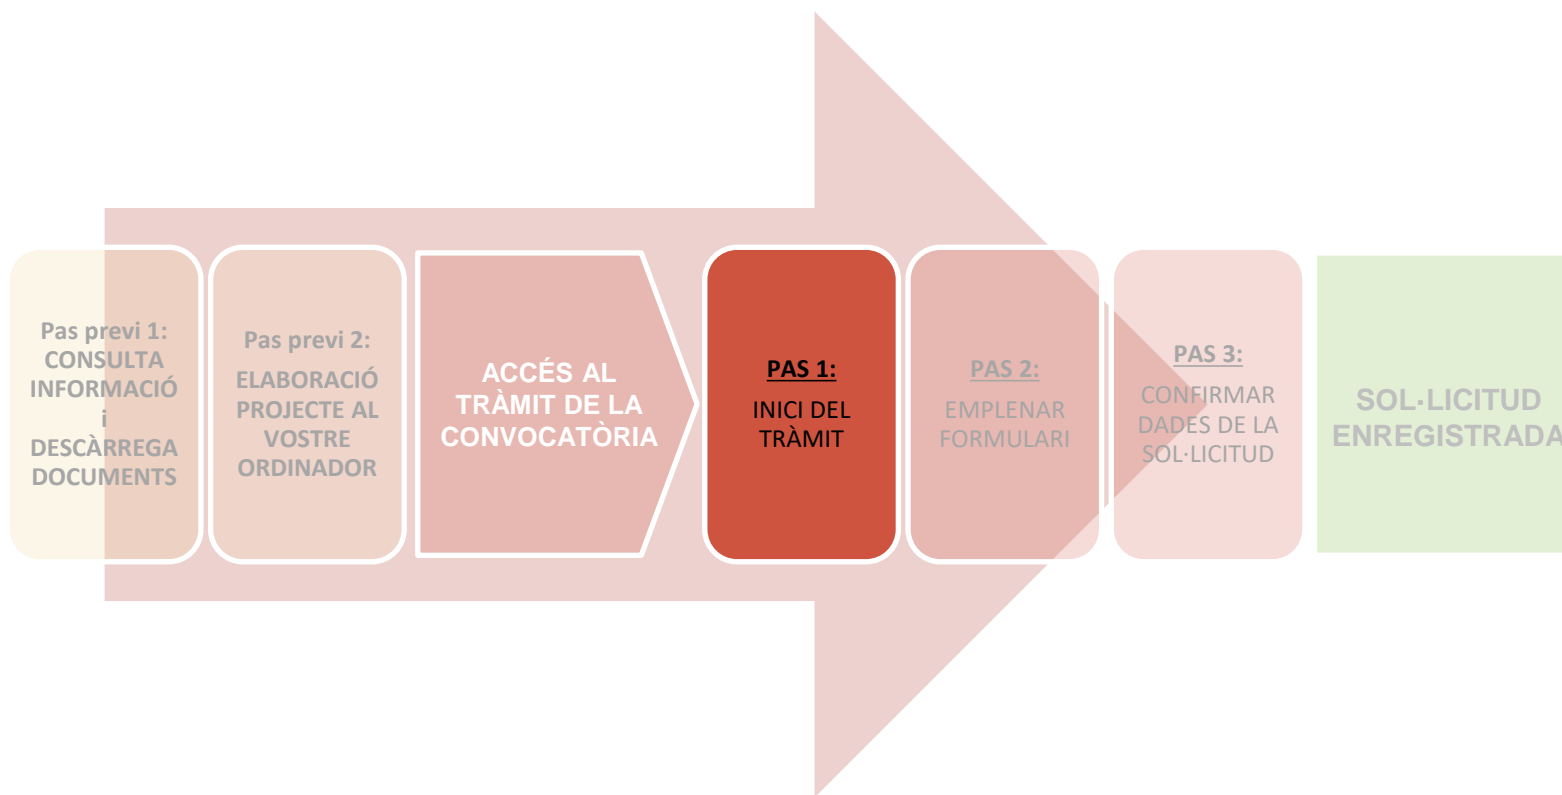 Pas previ 1:
CONSULTA
INFORMACIÓ
i
DESCÀRREGA
DOCUMENTS
Pas previ 2:
ELABORACIÓ
PROJECTE AL
VOSTRE
ORDINADOR
ACCÉS AL
TRÀMIT DE LA
CONVOCATÒRIA
PAS 1:
INICI DEL
TRÀMIT
PAS 2:
EMPLENAR
FORMULARI
PAS 3:
CONFIRMAR
DADES DE LA
SOL·LICITUD
SOL·LICITUD
ENREGISTRADA